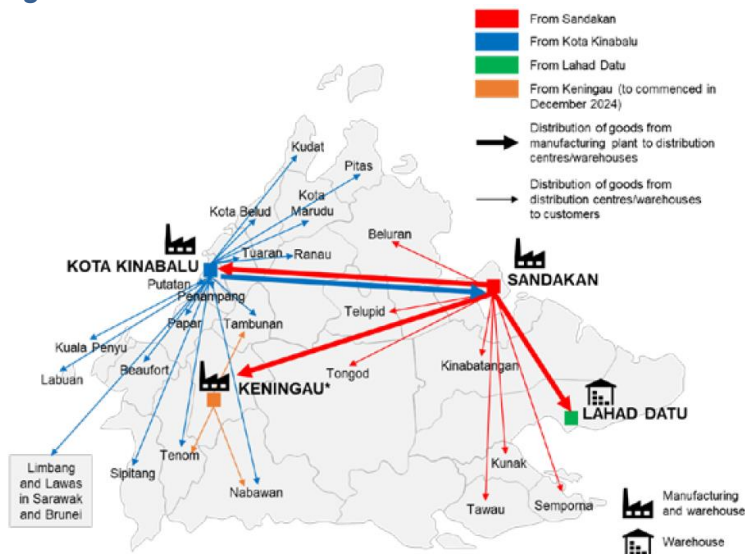 From Sandakan
From Kota Kinabalu
From Lahad Datu
From Keningau (to commenced in
December 2024)
Distribution of goods from
manufacturing plant to distribution
centres/warehouses
Distribution of goods from
distribution centres/warehouses
to customers
Kudat
Pitas
Kota
Marudu
Kota Belud
Beluran
Tuaran
Ranau
KOTA KINABALU
SANDAKAN
Putatan
Penampang
Papar
Tambunan
Telupid
Kuala Penyu
Beaufort
Labuan
Tongod
Kinabatangan
KENINGAU*
LAHAD DATU
Limbang
and Lawas
in Sarawak
and Brunei
Sipitang
Tenom
Nabawan
Kunak
Tawau
Semporna
Manufacturing
and warehouse
Warehouse